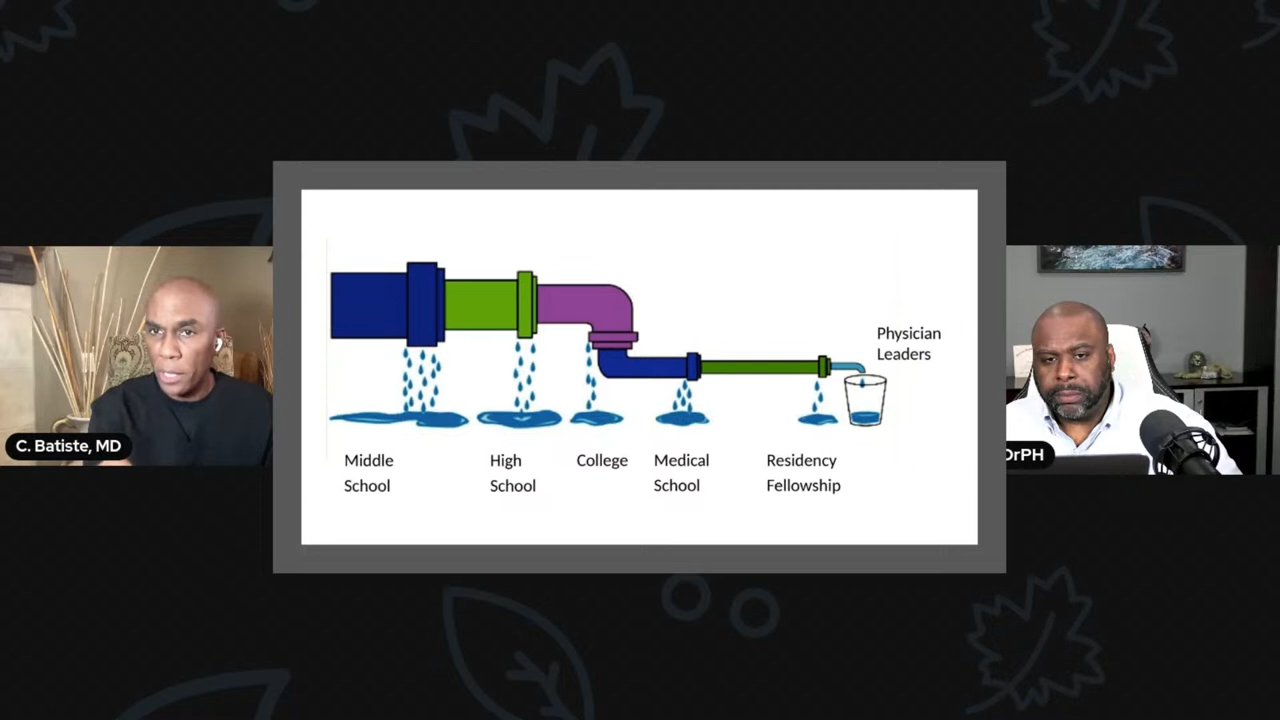 C. Batiste, MD
Middle
School
High
School
College
Medical
School
Residency
Fellowship
Physician
Leaders
DrPH